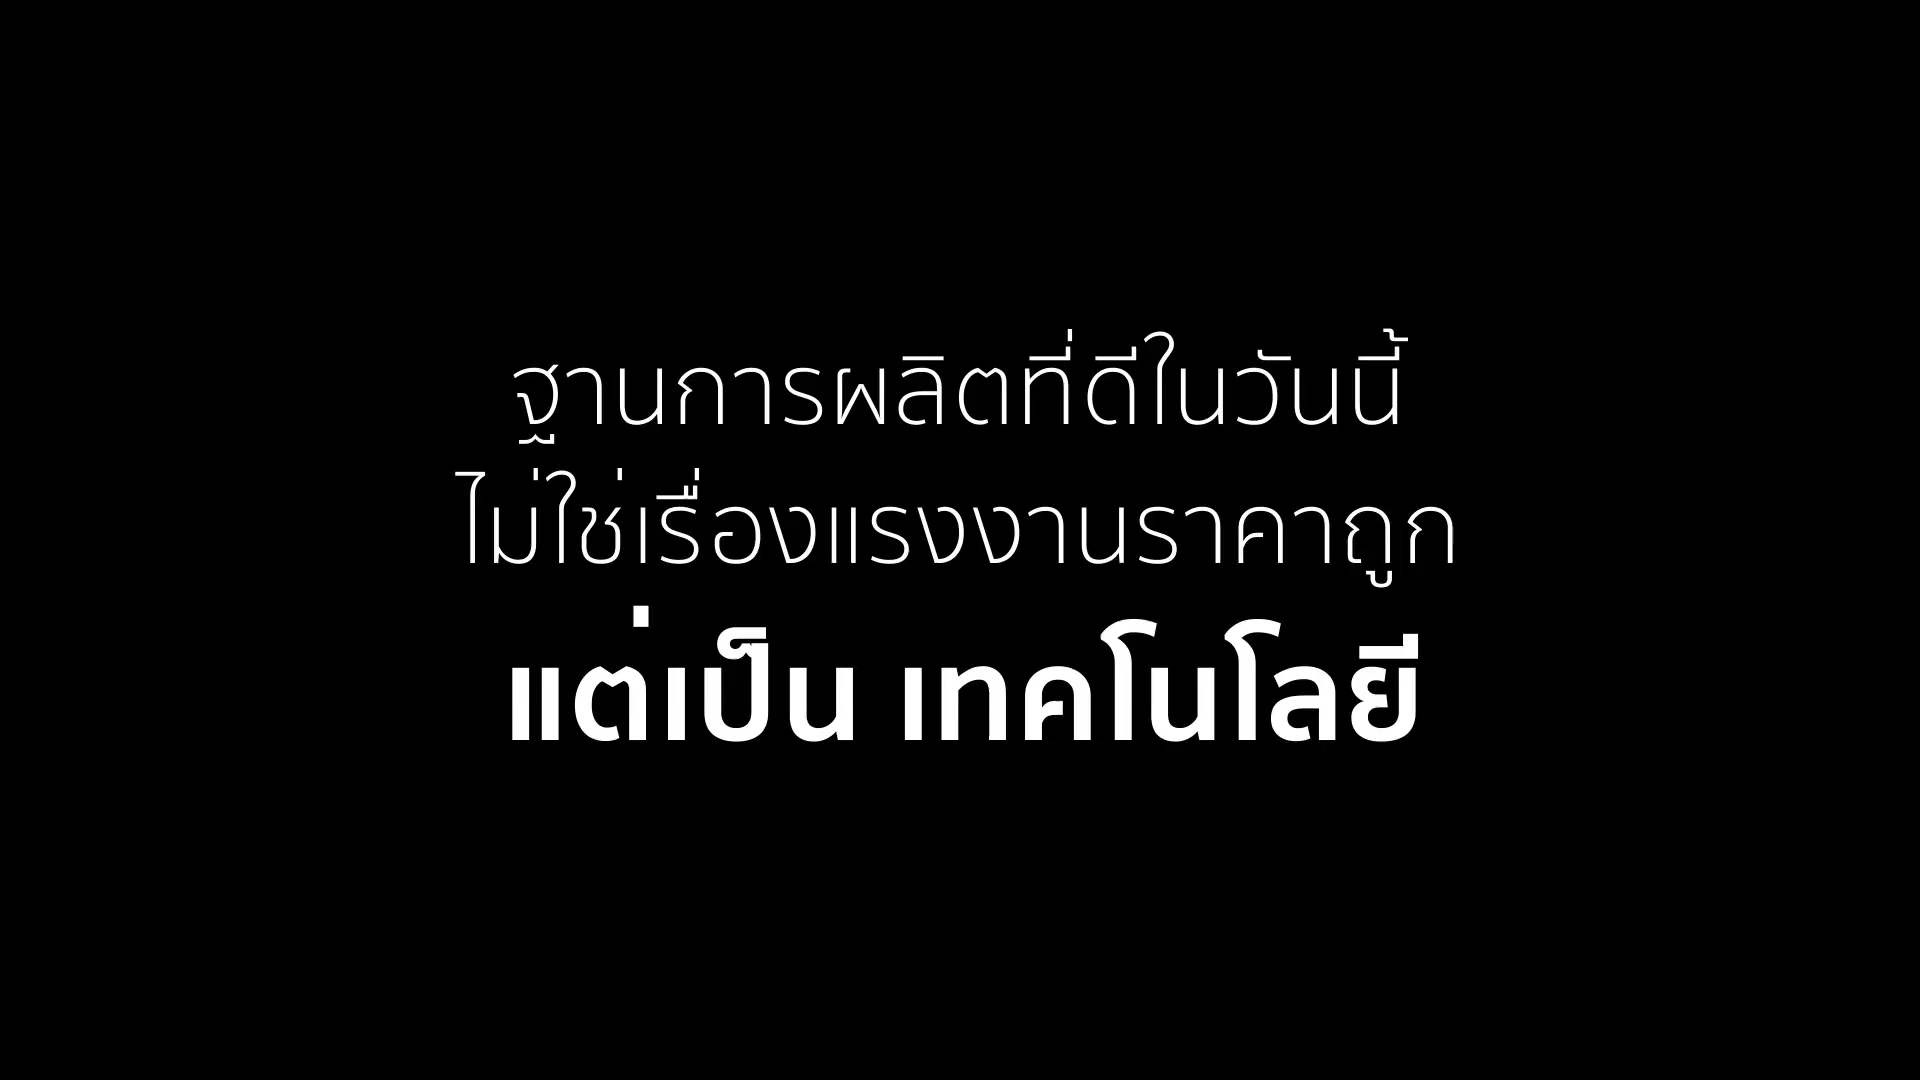 ฐานการผลิตที่ดีในวันนี้
ไม่ใช่เรื่องแรงงานราคาถูก
แต่เป็น เทคโนโลยี